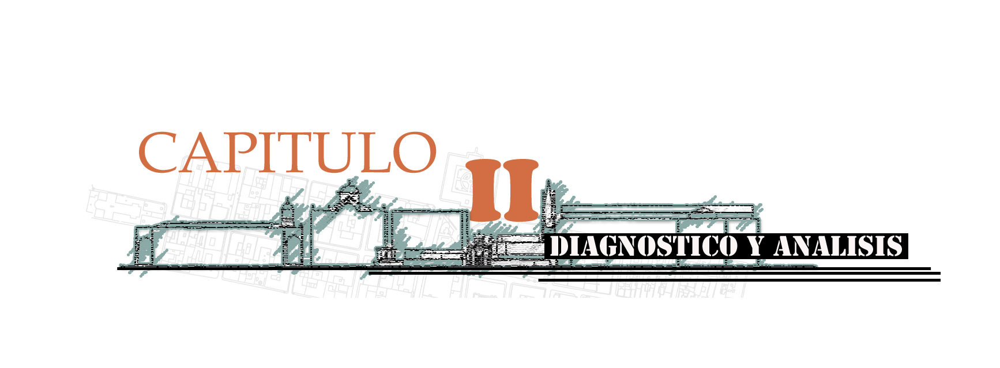 CAPITULO
II
DIAGNOSTICO Y ANALISIS